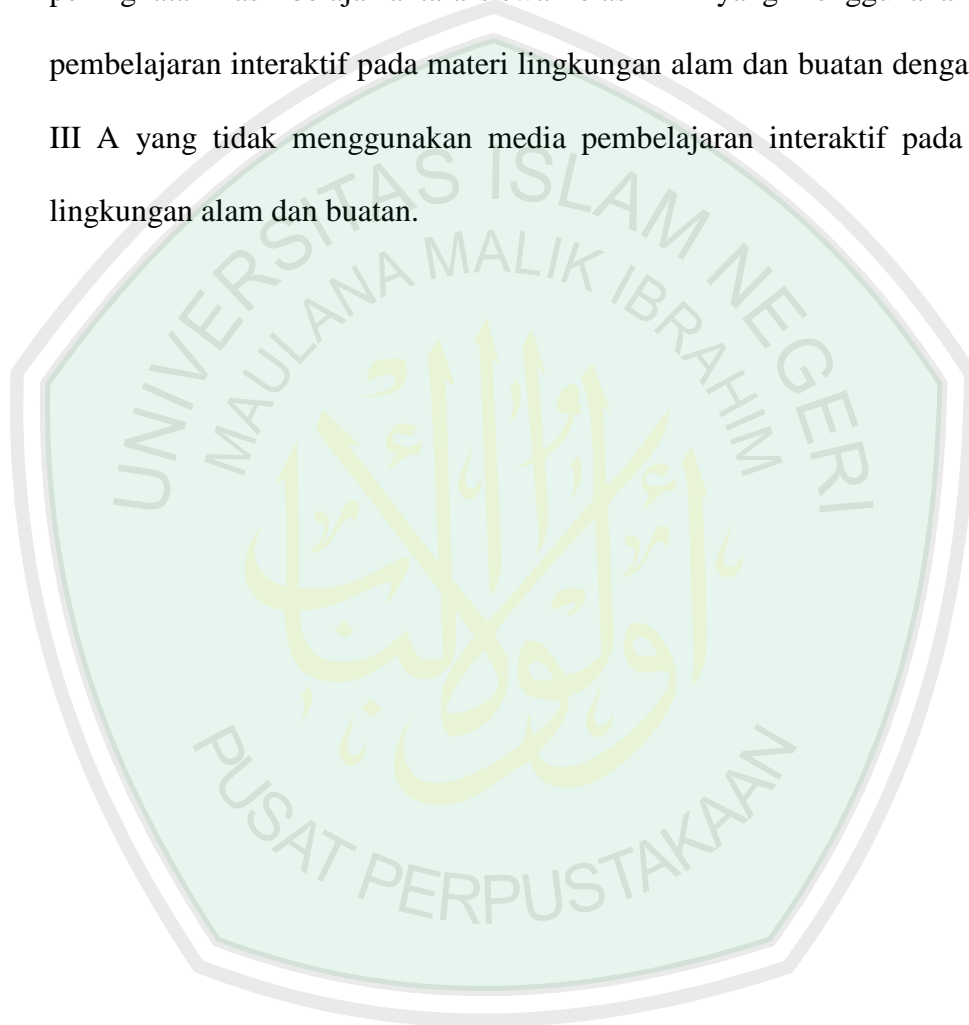 pembelajaran interaktif pada materi lingkungan alam dan buatan
III A yang tidak menggunakan media pembelajaran interaktif pada
lingkungan alam dan buatan.
UNIVERSITAS ISLAM NEGERI
MAULANA MALIK IBRAHIM
PUSAT PERPUSTAKAAN